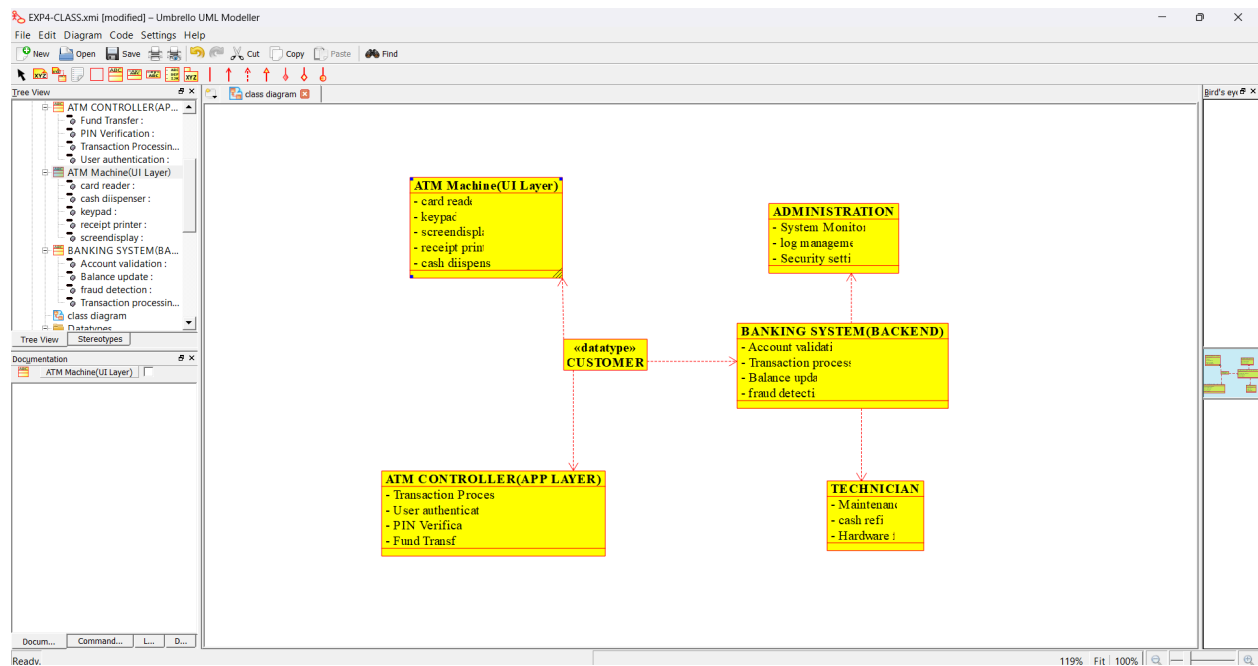 EXP4-CLASS.xmi [modified] – Umbrello UML Modeller
File Edit Diagram Code Settings Help
New Open Save Cut Copy Paste Find
Tree View
class diagram
Bird's eye
ATM CONTROLLER(AP...
Fund Transfer :
PIN Verification :
Transaction Processin...
User authentication :
ATM Machine(UI Layer)
card reader :
cash diispenser :
keypad :
receipt printer :
screendisplay :
BANKING SYSTEM(BA...
Account validation :
Balance update :
fraud detection :
Transaction processin...
class diagram
Datatypes
Tree View Stereotypes
Documentation
ATM Machine(UI Layer)
ATM Machine(UI Layer)
- card reade
- keypad
- screendispla
- receipt print
- cash diispens
ADMINISTRATION
- System Monitor
- log manageme
- Security setti
«datatype»
CUSTOMER
BANKING SYSTEM(BACKEND)
- Account validati
- Transaction process
- Balance upda
- fraud detecti
ATM CONTROLLER(APP LAYER)
- Transaction Proces
- User authenticat
- PIN Verifica
- Fund Transf
TECHNICIAN
- Maintenanc
- cash refi
- Hardware
Docum... Command... L... D...
Ready.
119% Fit 100%